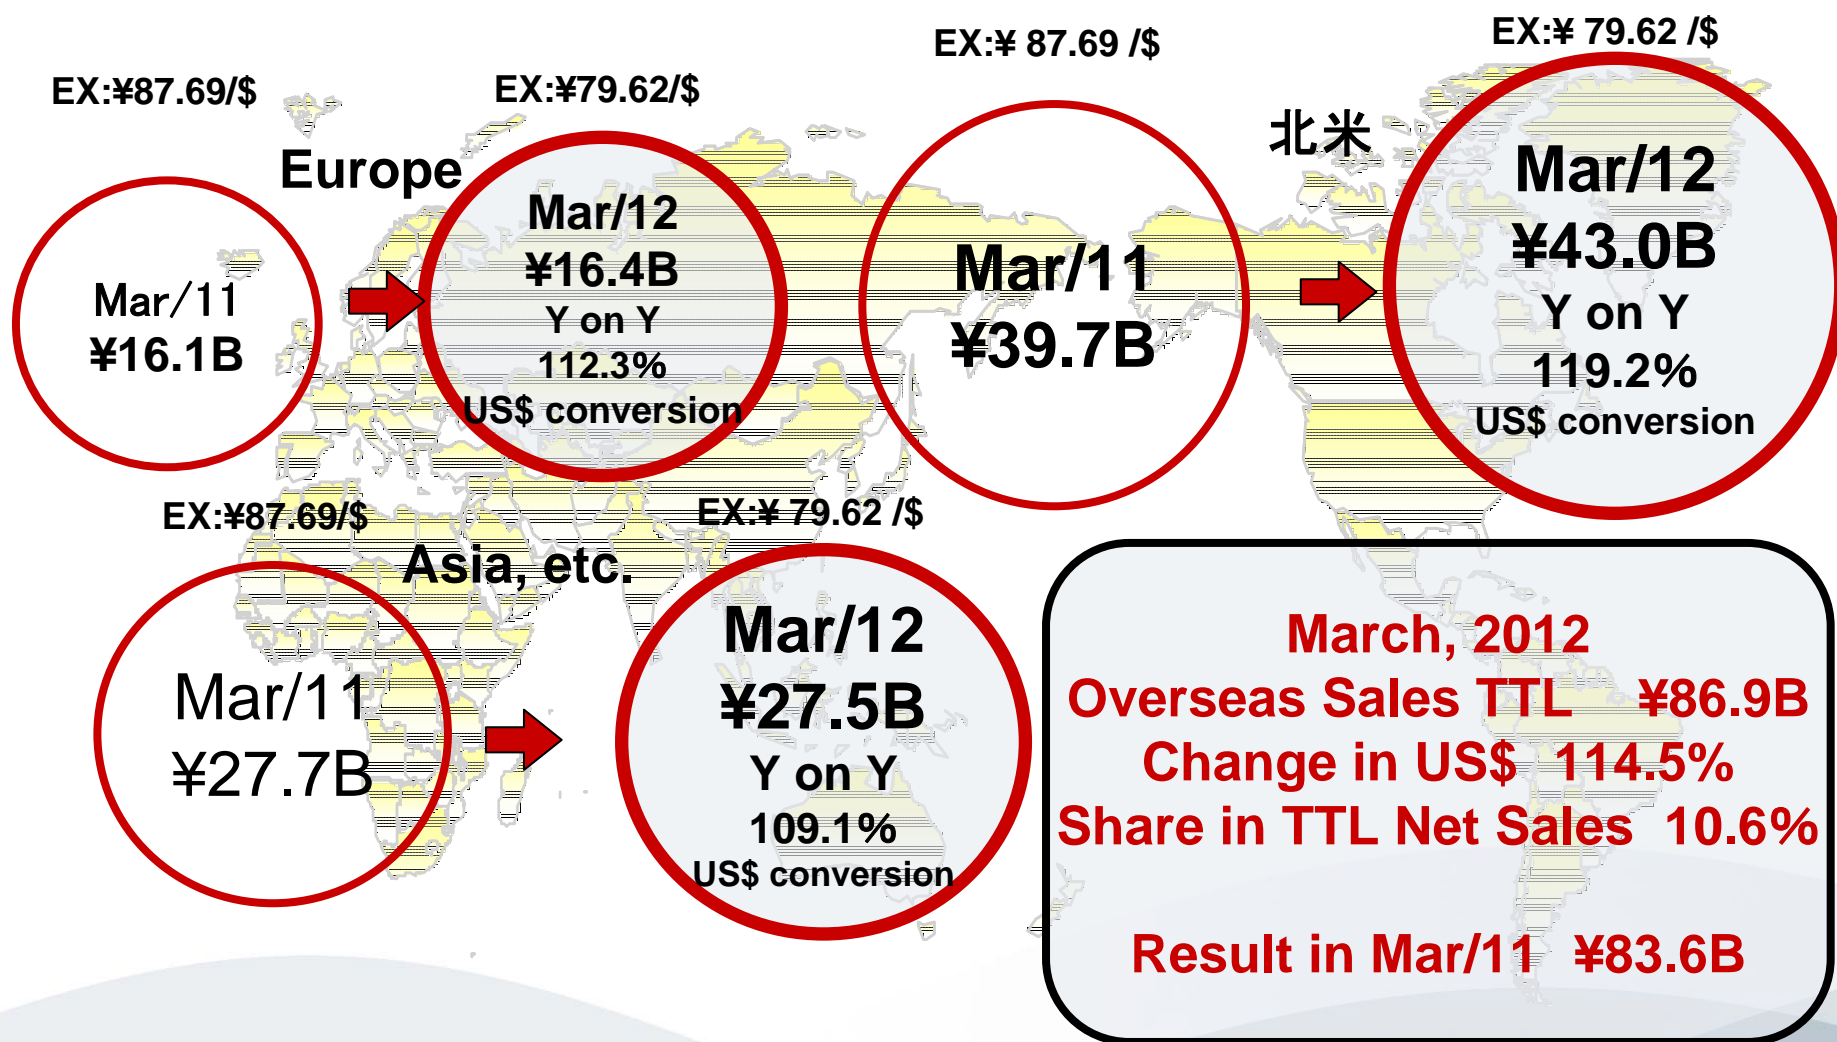 EX:¥87.69/$
EX:¥79.62/$
Europe
Mar/11
¥16.1B
Mar/12
¥16.4B
Y on Y
112.3%
US$ conversion
EX:¥ 87.69 /$
EX:¥ 79.62 /$
北米
Mar/11
¥39.7B
Mar/12
¥43.0B
Y on Y
119.2%
US$ conversion
EX:¥87.69/$
EX:¥ 79.62 /$
Asia, etc.
Mar/11
¥27.7B
Mar/12
¥27.5B
Y on Y
109.1%
US$ conversion
March, 2012
Overseas Sales TTL ¥86.9B
Change in US$ 114.5%
Share in TTL Net Sales 10.6%
Result in Mar/11 ¥83.6B